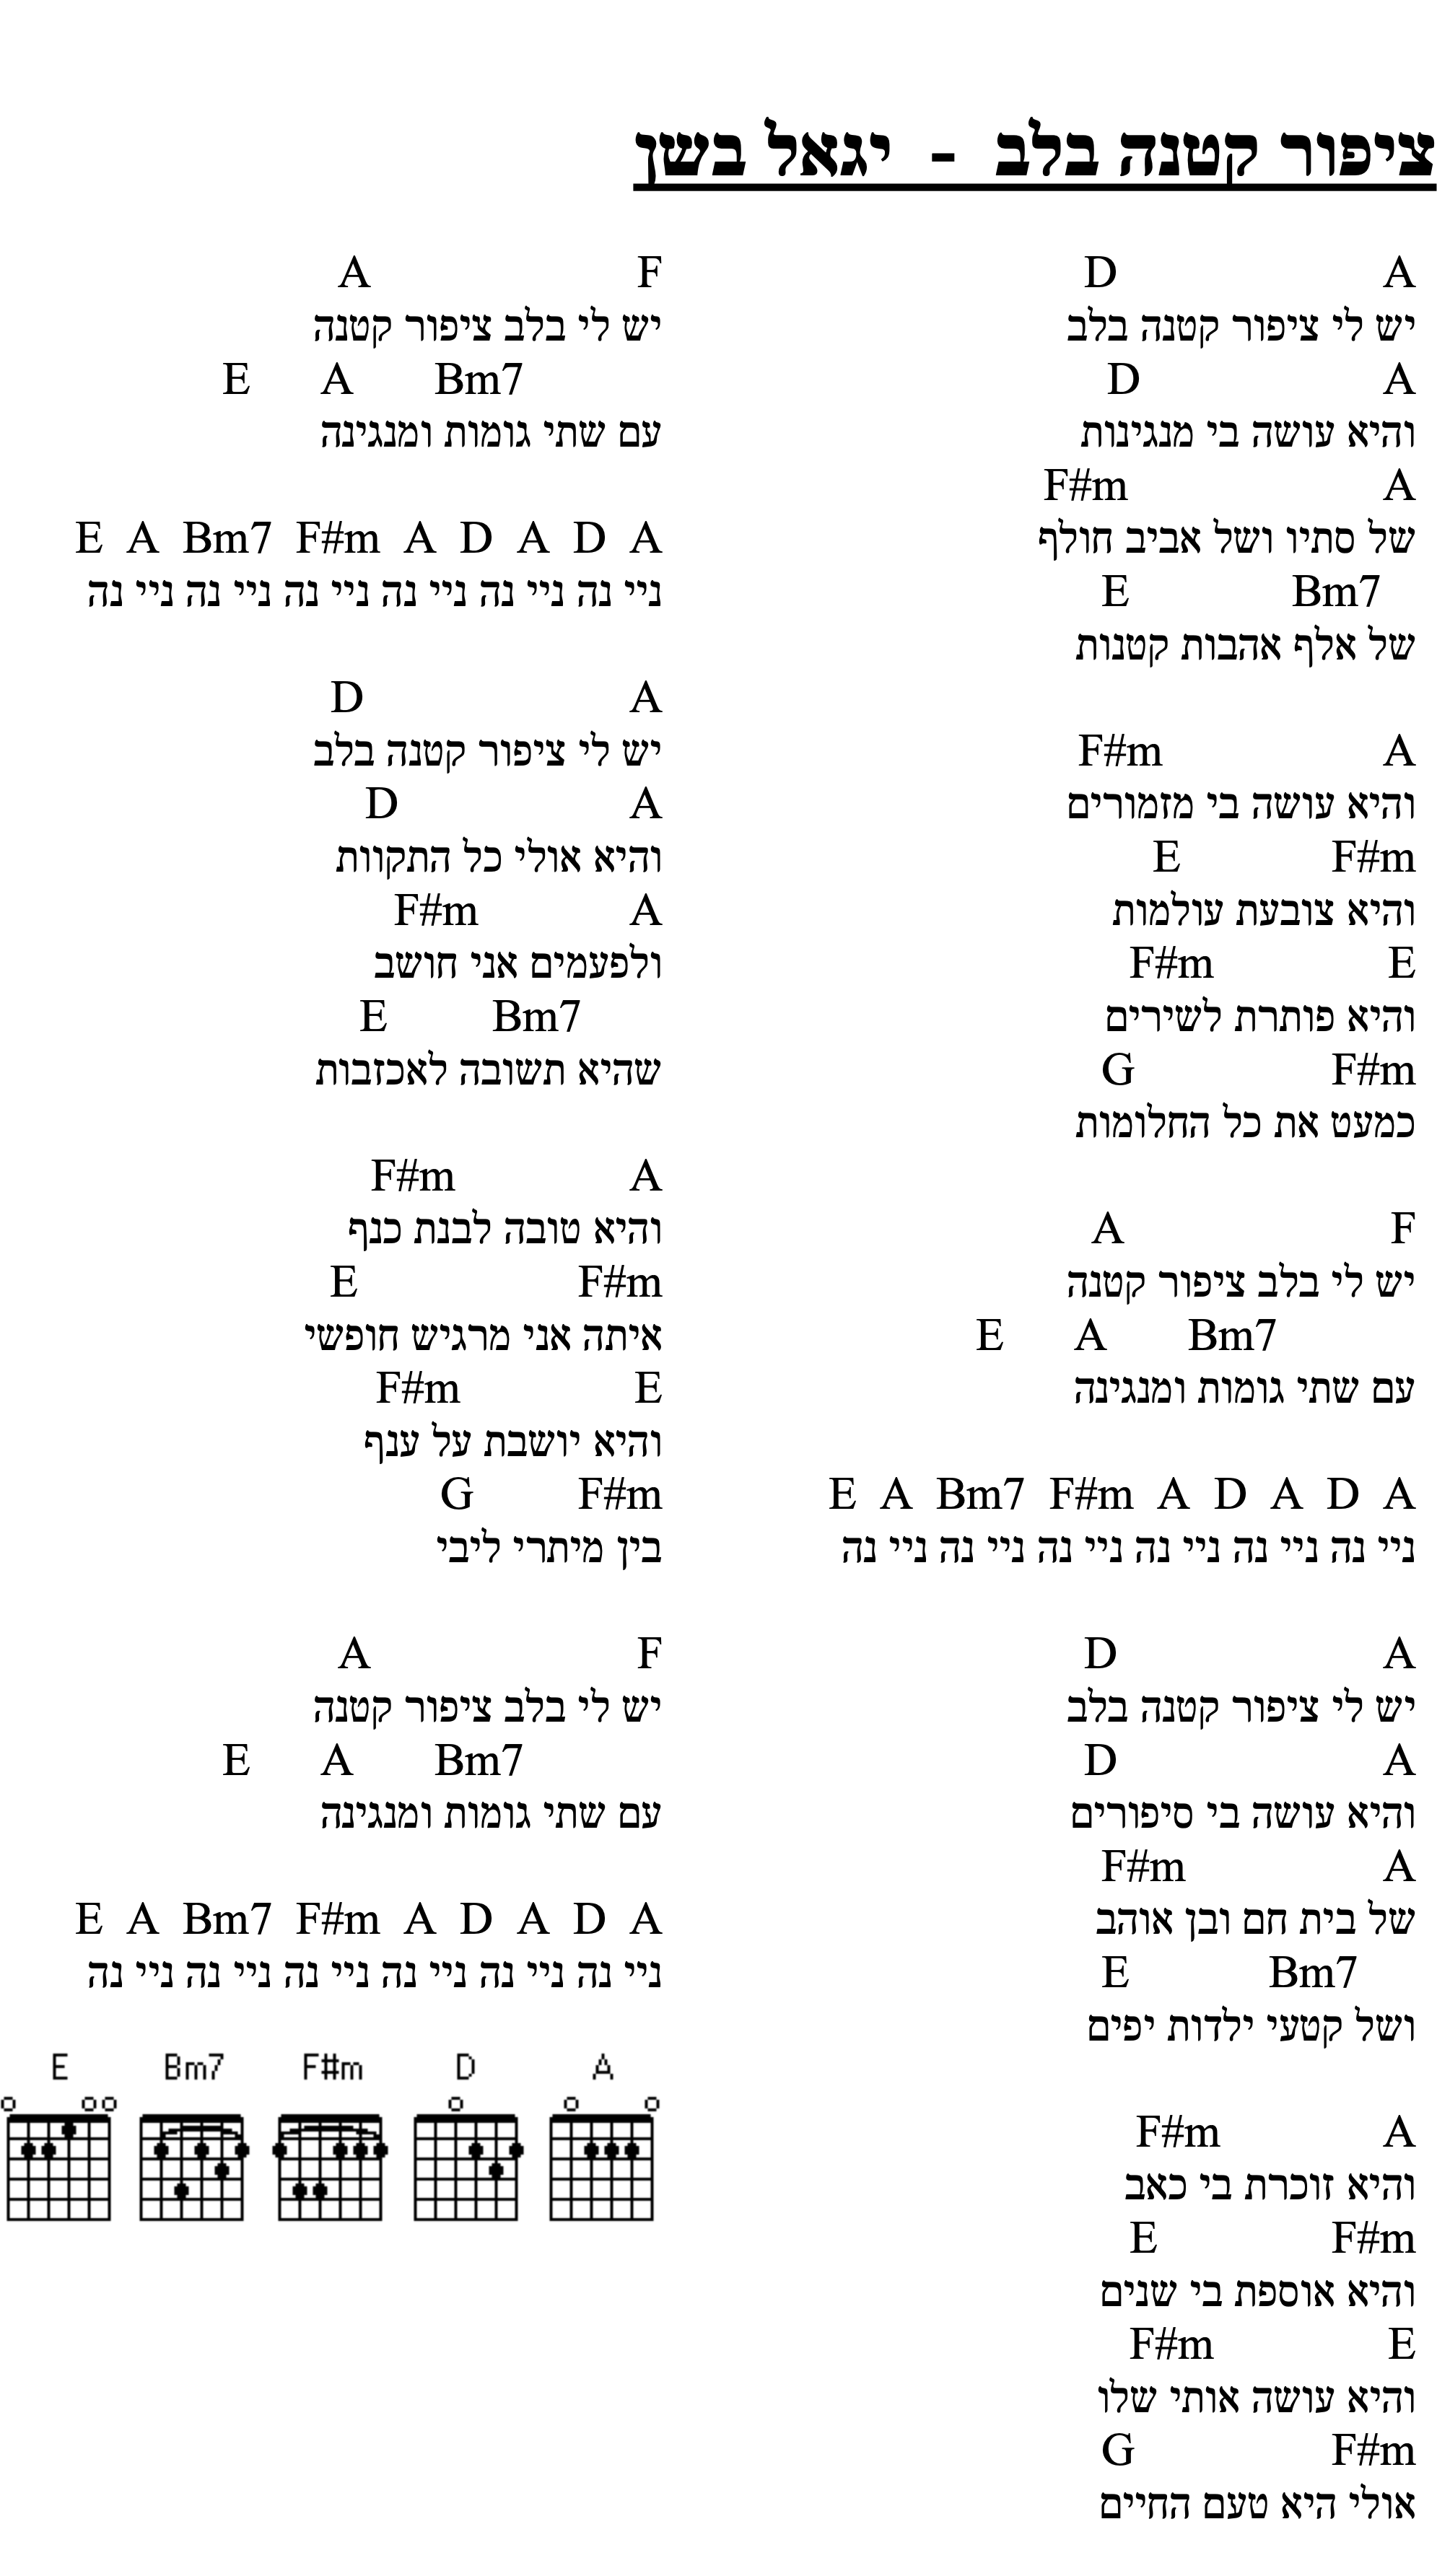 ציפור קטנה בלב - יגאל בשן
A D
יש לי ציפור קטנה בלב
A D
והיא עושה בי מנגינות
A F#m
של סתיו ושל אביב חולף
Bm7 E
של אלף אהבות קטנות
A F#m
והיא עושה בי מזמורים
F#m E
והיא צובעת עולמות
E F#m
והיא פותרת לשירים
F#m G
כמעט את כל החלומות
F A
יש לי בלב ציפור קטנה
Bm7 A E
עם שתי גומות ומנגינה
A D A D A F#m Bm7 A E
ניי נה ניי נה ניי נה ניי נה ניי נה ניי נה
A D
יש לי ציפור קטנה בלב
A D
והיא עושה בי סיפורים
A F#m
של בית חם ובן אוהב
Bm7 E
ושל קטעי ילדות יפים
A F#m
והיא זוכרת בי כאב
F#m E
והיא אוספת בי שנים
E F#m
והיא עושה אותי שלו
F#m G
אולי היא טעם החיים
F A
יש לי בלב ציפור קטנה
Bm7 A E
עם שתי גומות ומנגינה
A D A D A F#m Bm7 A E
ניי נה ניי נה ניי נה ניי נה ניי נה ניי נה
A D
יש לי ציפור קטנה בלב
A D
והיא אולי כל התקוות
A F#m
ולפעמים אני חושב
Bm7 E
שהיא תשובה לאכזבות
A F#m
והיא טובה לבנת כנף
F#m E
איתה אני מרגיש חופשי
E F#m
והיא יושבת על ענף
F#m G
בין מיתרי ליבי
F A
יש לי בלב ציפור קטנה
Bm7 A E
עם שתי גומות ומנגינה
A D A D A F#m Bm7 A E
ניי נה ניי נה ניי נה ניי נה ניי נה ניי נה
A D F#m Bm7 E